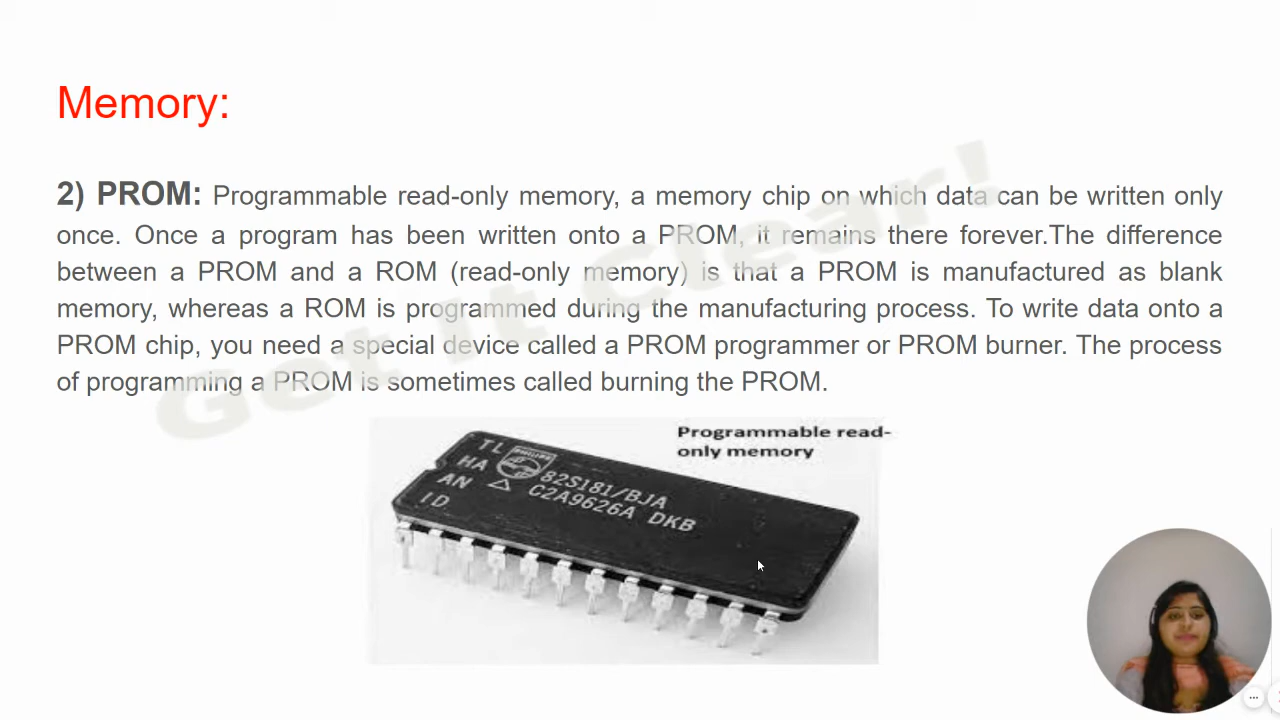 Memory:
2) PROM: Programmable read-only memory, a memory chip on which data can be written only
once. Once a program has been written onto a PROM, it remains there forever.The difference
between a PROM and a ROM (read-only memory) is that a PROM is manufactured as blank
memory, whereas a ROM is programmed during the manufacturing process. To write data onto a
PROM chip, you need a special device called a PROM programmer or PROM burner. The process
of programming a PROM is sometimes called burning the PROM.
Get It Clear!
Programmable read-
only memory
TL
HA
AN
ID
PHILIPS
82S181/BJA
C2A9626A DKB